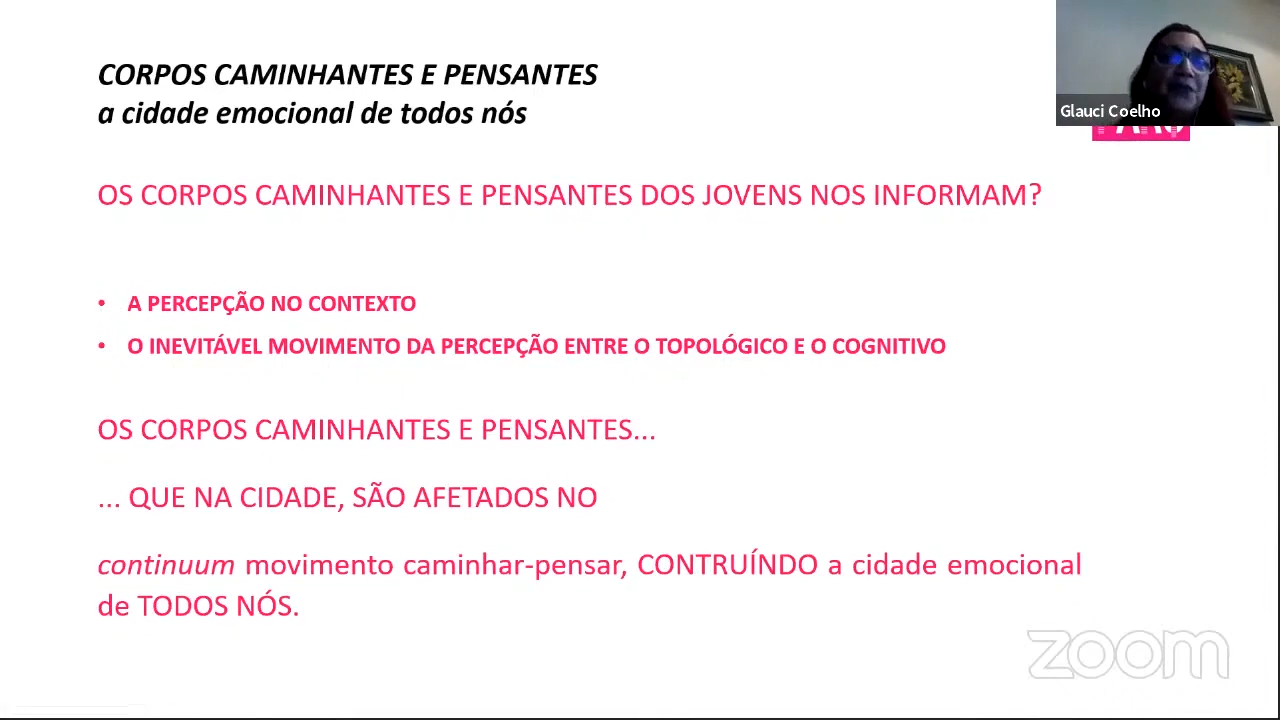 CORPOS CAMINHANTES E PENSANTES
a cidade emocional de todos nós
Glauci Coelho
OS CORPOS CAMINHANTES E PENSANTES DOS JOVENS NOS INFORMAM?
• A PERCEPÇÃO NO CONTEXTO
• O INEVITÁVEL MOVIMENTO DA PERCEPÇÃO ENTRE O TOPOLÓGICO E O COGNITIVO
OS CORPOS CAMINHANTES E PENSANTES...
... QUE NA CIDADE, SÃO AFETADOS NO
continuum movimento caminhar-pensar, CONTRUÍNDO a cidade emocional
de TODOS NÓS.
zoom